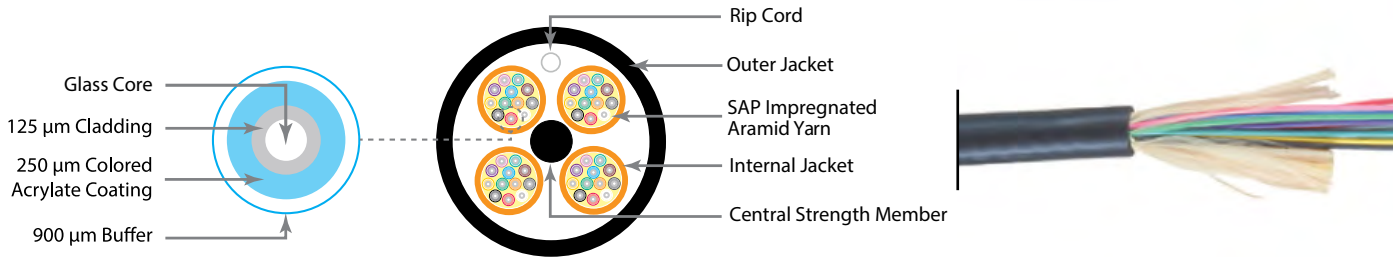 Glass Core
125 µm Cladding
250 µm Colored
Acrylate Coating
900 µm Buffer
Rip Cord
Outer Jacket
SAP Impregnated
Aramid Yarn
Internal Jacket
Central Strength Member